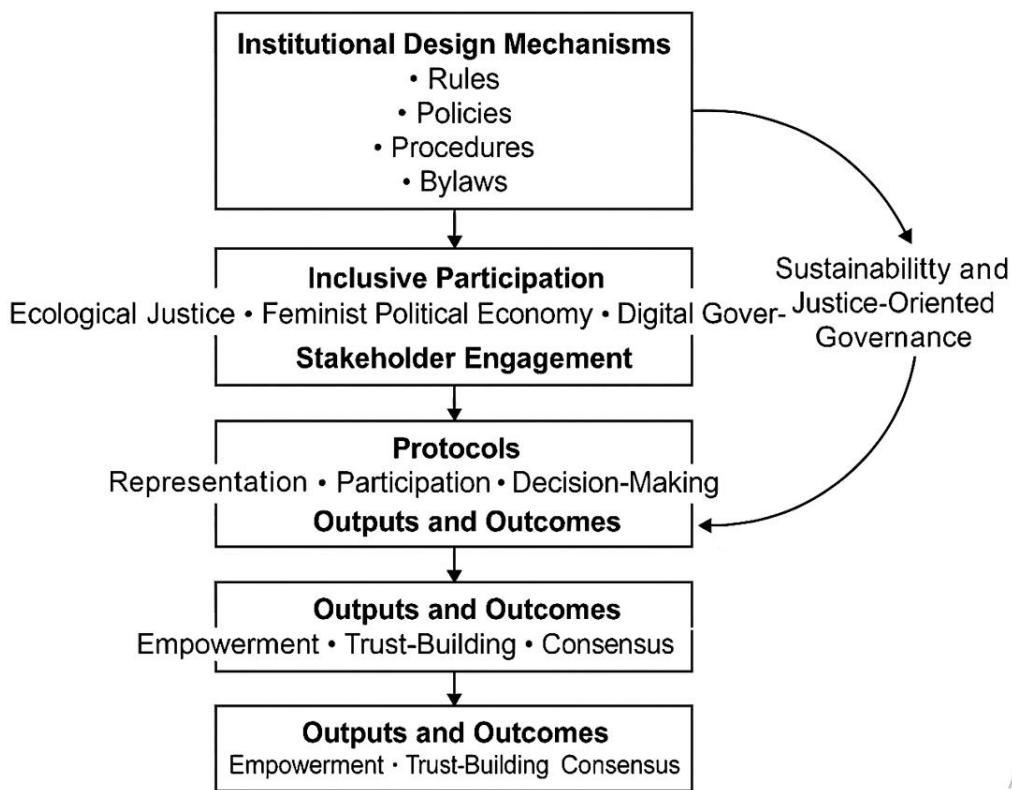 Institutional Design Mechanisms
• Rules
• Policies
• Procedures
• Bylaws
Inclusive Participation
Ecological Justice • Feminist Political Economy • Digital Gover-
Stakeholder Engagement
Sustainabilitty and
Justice-Oriented
Governance
Protocols
Representation • Participation • Decision-Making
Outputs and Outcomes
Outputs and Outcomes
Empowerment • Trust-Building • Consensus
Outputs and Outcomes
Empowerment · Trust-Building Consensus